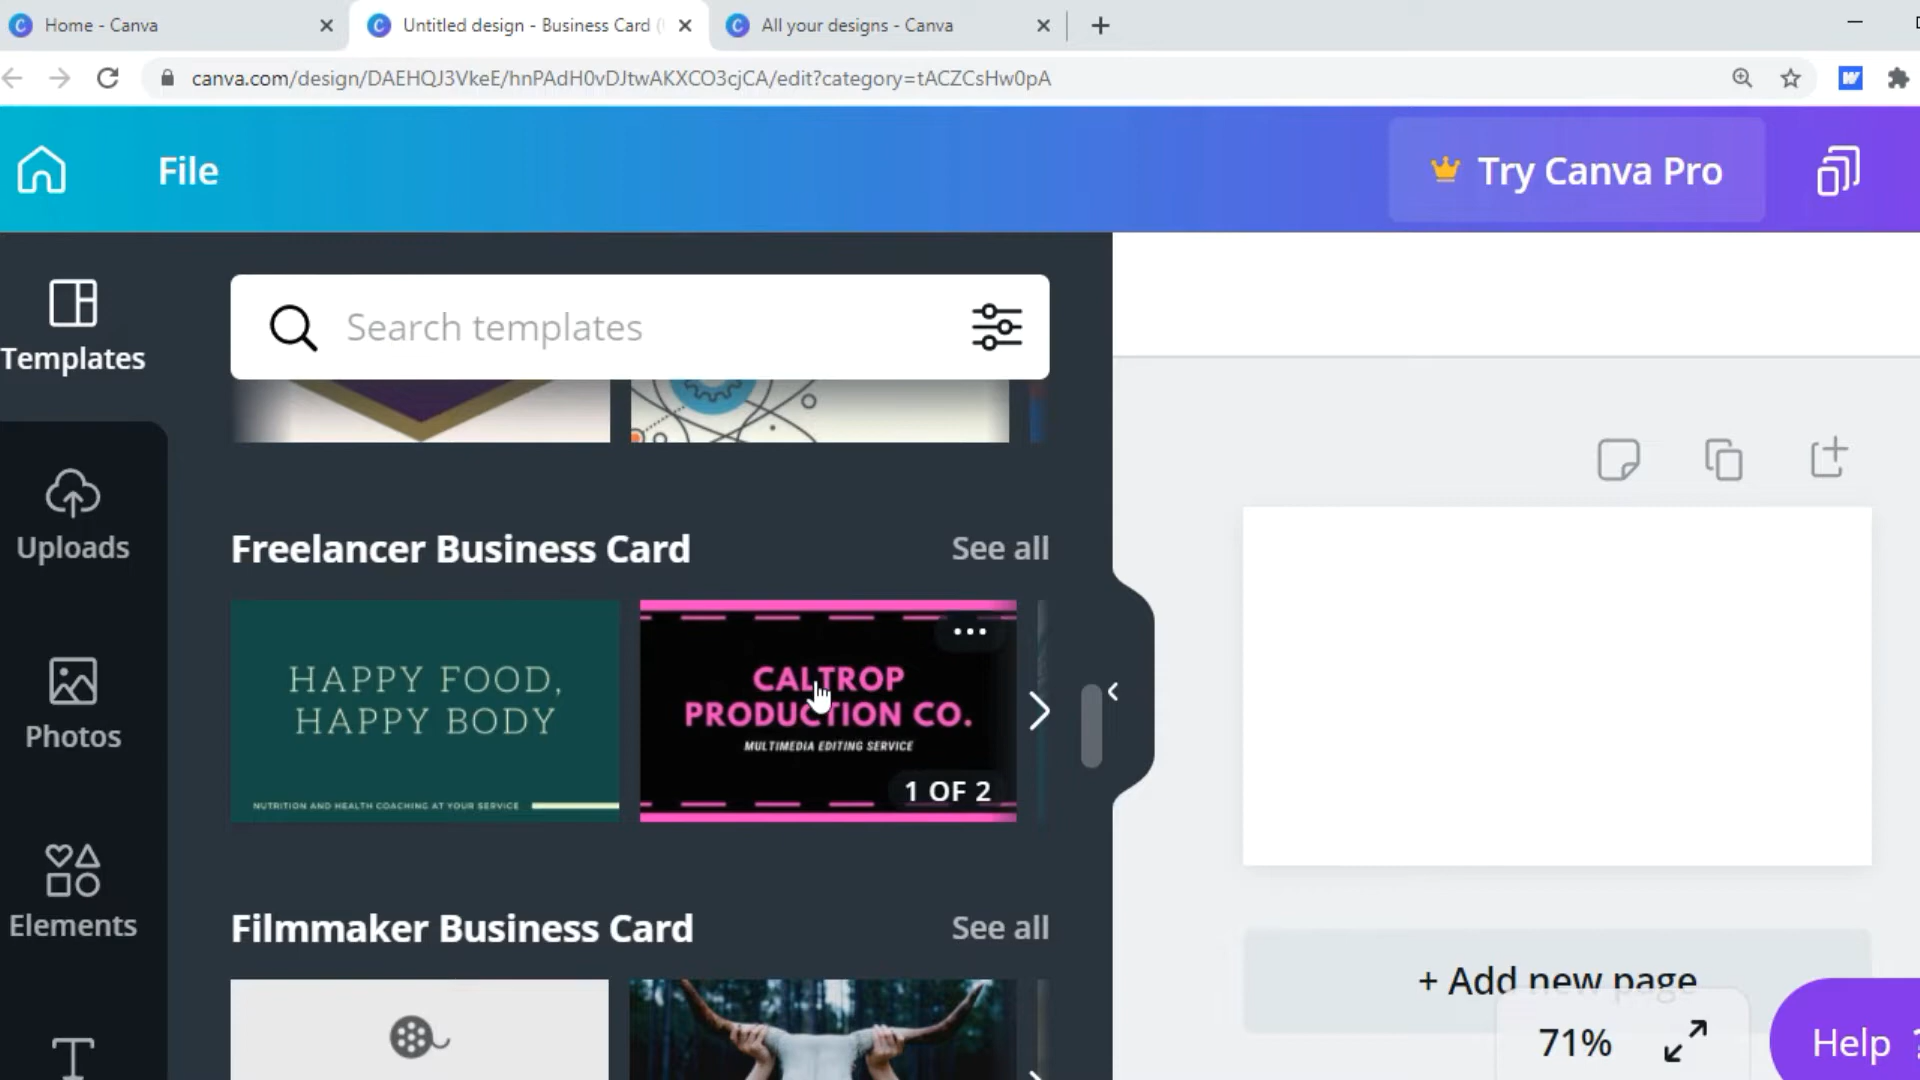 Home - Canva
Untitled design - Business Card (
All your designs - Canva
canva.com/design/DAEHQJ3VkeE/hnPAdH0vDJtwAKXCO3cjCA/edit?category=tACZCsHw0pA
File
Try Canva Pro
Templates
Search templates
Uploads
Photos
Elements
Freelancer Business Card
See all
HAPPY FOOD,
HAPPY BODY
NUTRITION AND HEALTH COACHING AT YOUR SERVICE
CALTROP
PRODUCTION CO.
MULTIMEDIA EDITING SERVICE
1 OF 2
Filmmaker Business Card
See all
+ Add new page
71%
Help ?